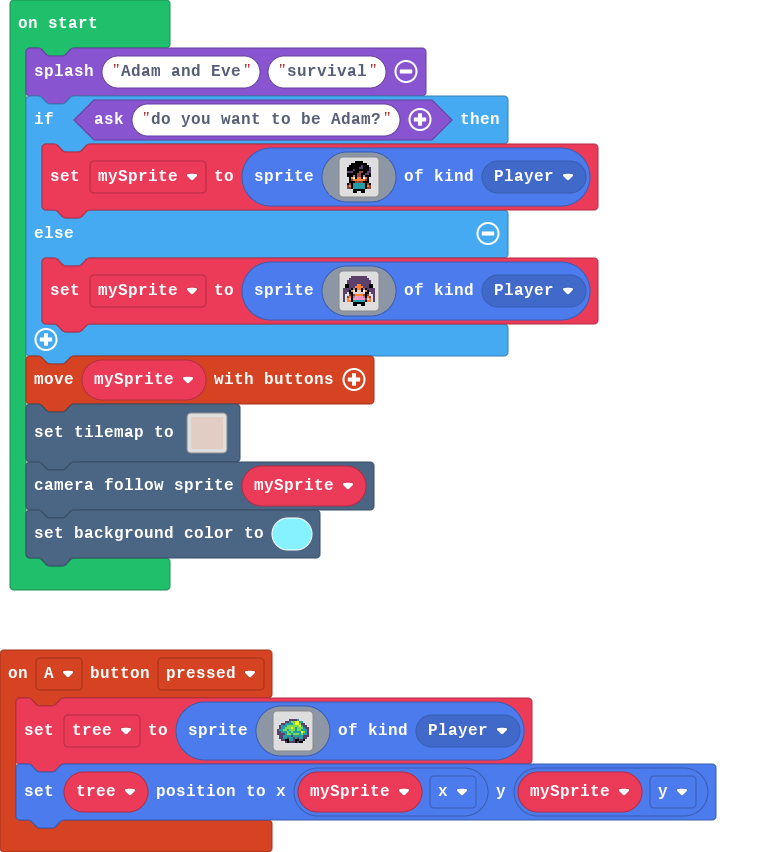 on start
splash "Adam and Eve" "survival"
if ask "do you want to be Adam?" then
set mySprite to sprite of kind Player
else
set mySprite to sprite of kind Player
move mySprite with buttons
set tilemap to
camera follow sprite mySprite
set background color to
on A button pressed
set tree to sprite of kind Player
set tree position to x mySprite x y mySprite y